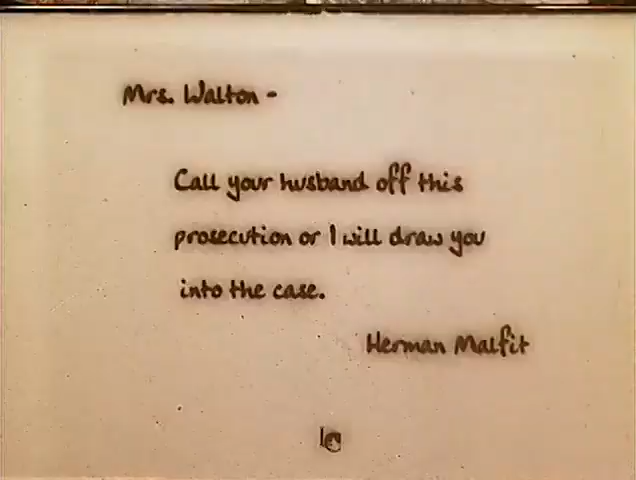 Mrs. Walton -
Call your husband off this
prosecution or I will draw you
into the case.
Herman Malfit